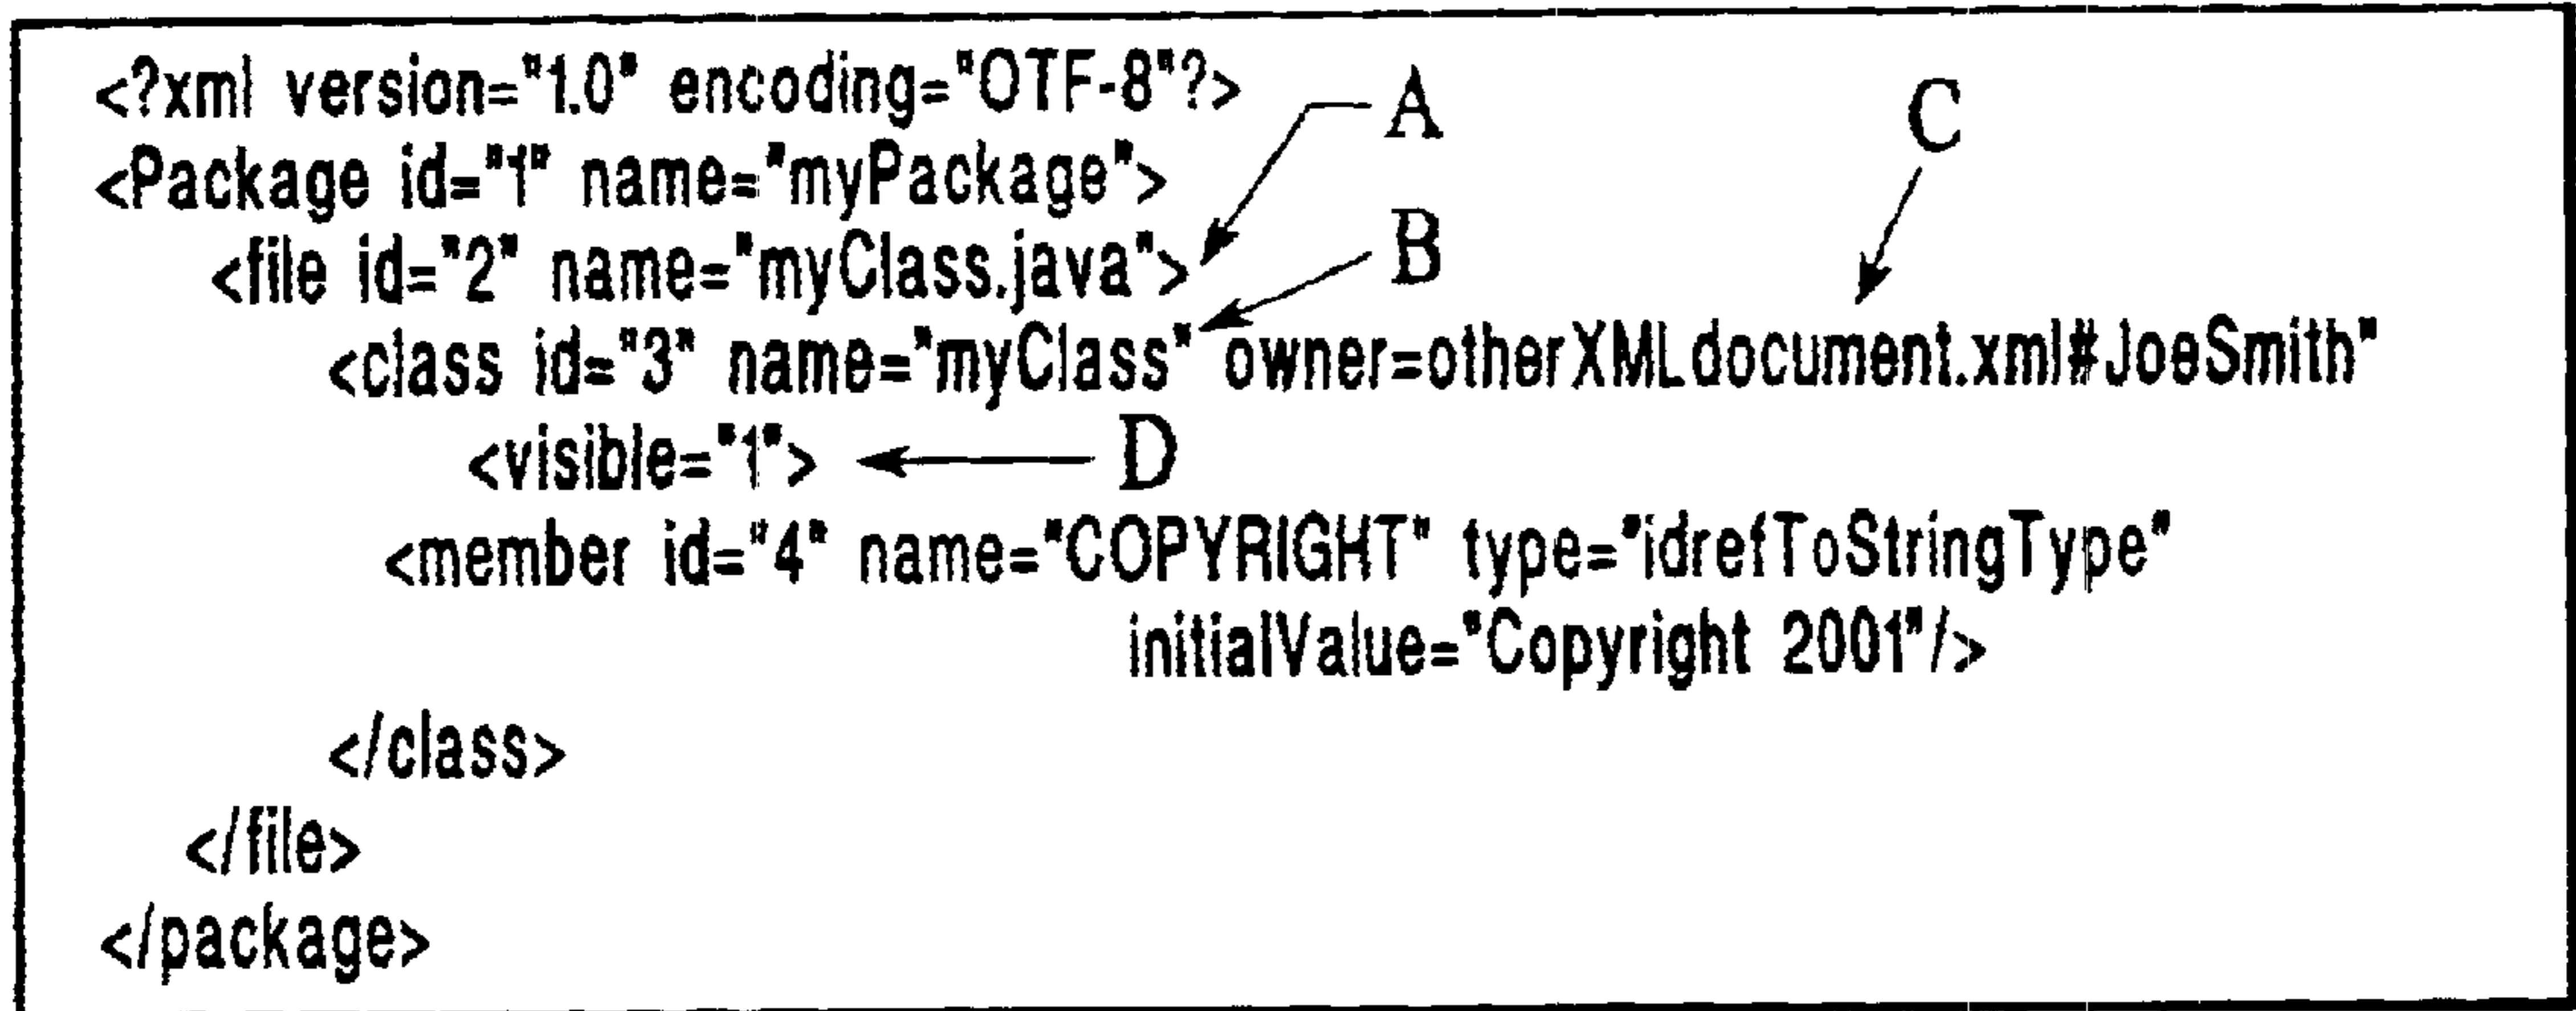 <?xml version="1.0" encoding="OTF-8"?> A C
<Package id="1" name="myPackage">
<file id="2" name="myClass.java"> B
<class id="3" name="myClass" owner=otherXMLdocument.xml#JoeSmith"
<visible="1"> D
<member id="4" name="COPYRIGHT" type="idrefToStringType"
initialValue="Copyright 2001"/>
</class>
</file>
</package>